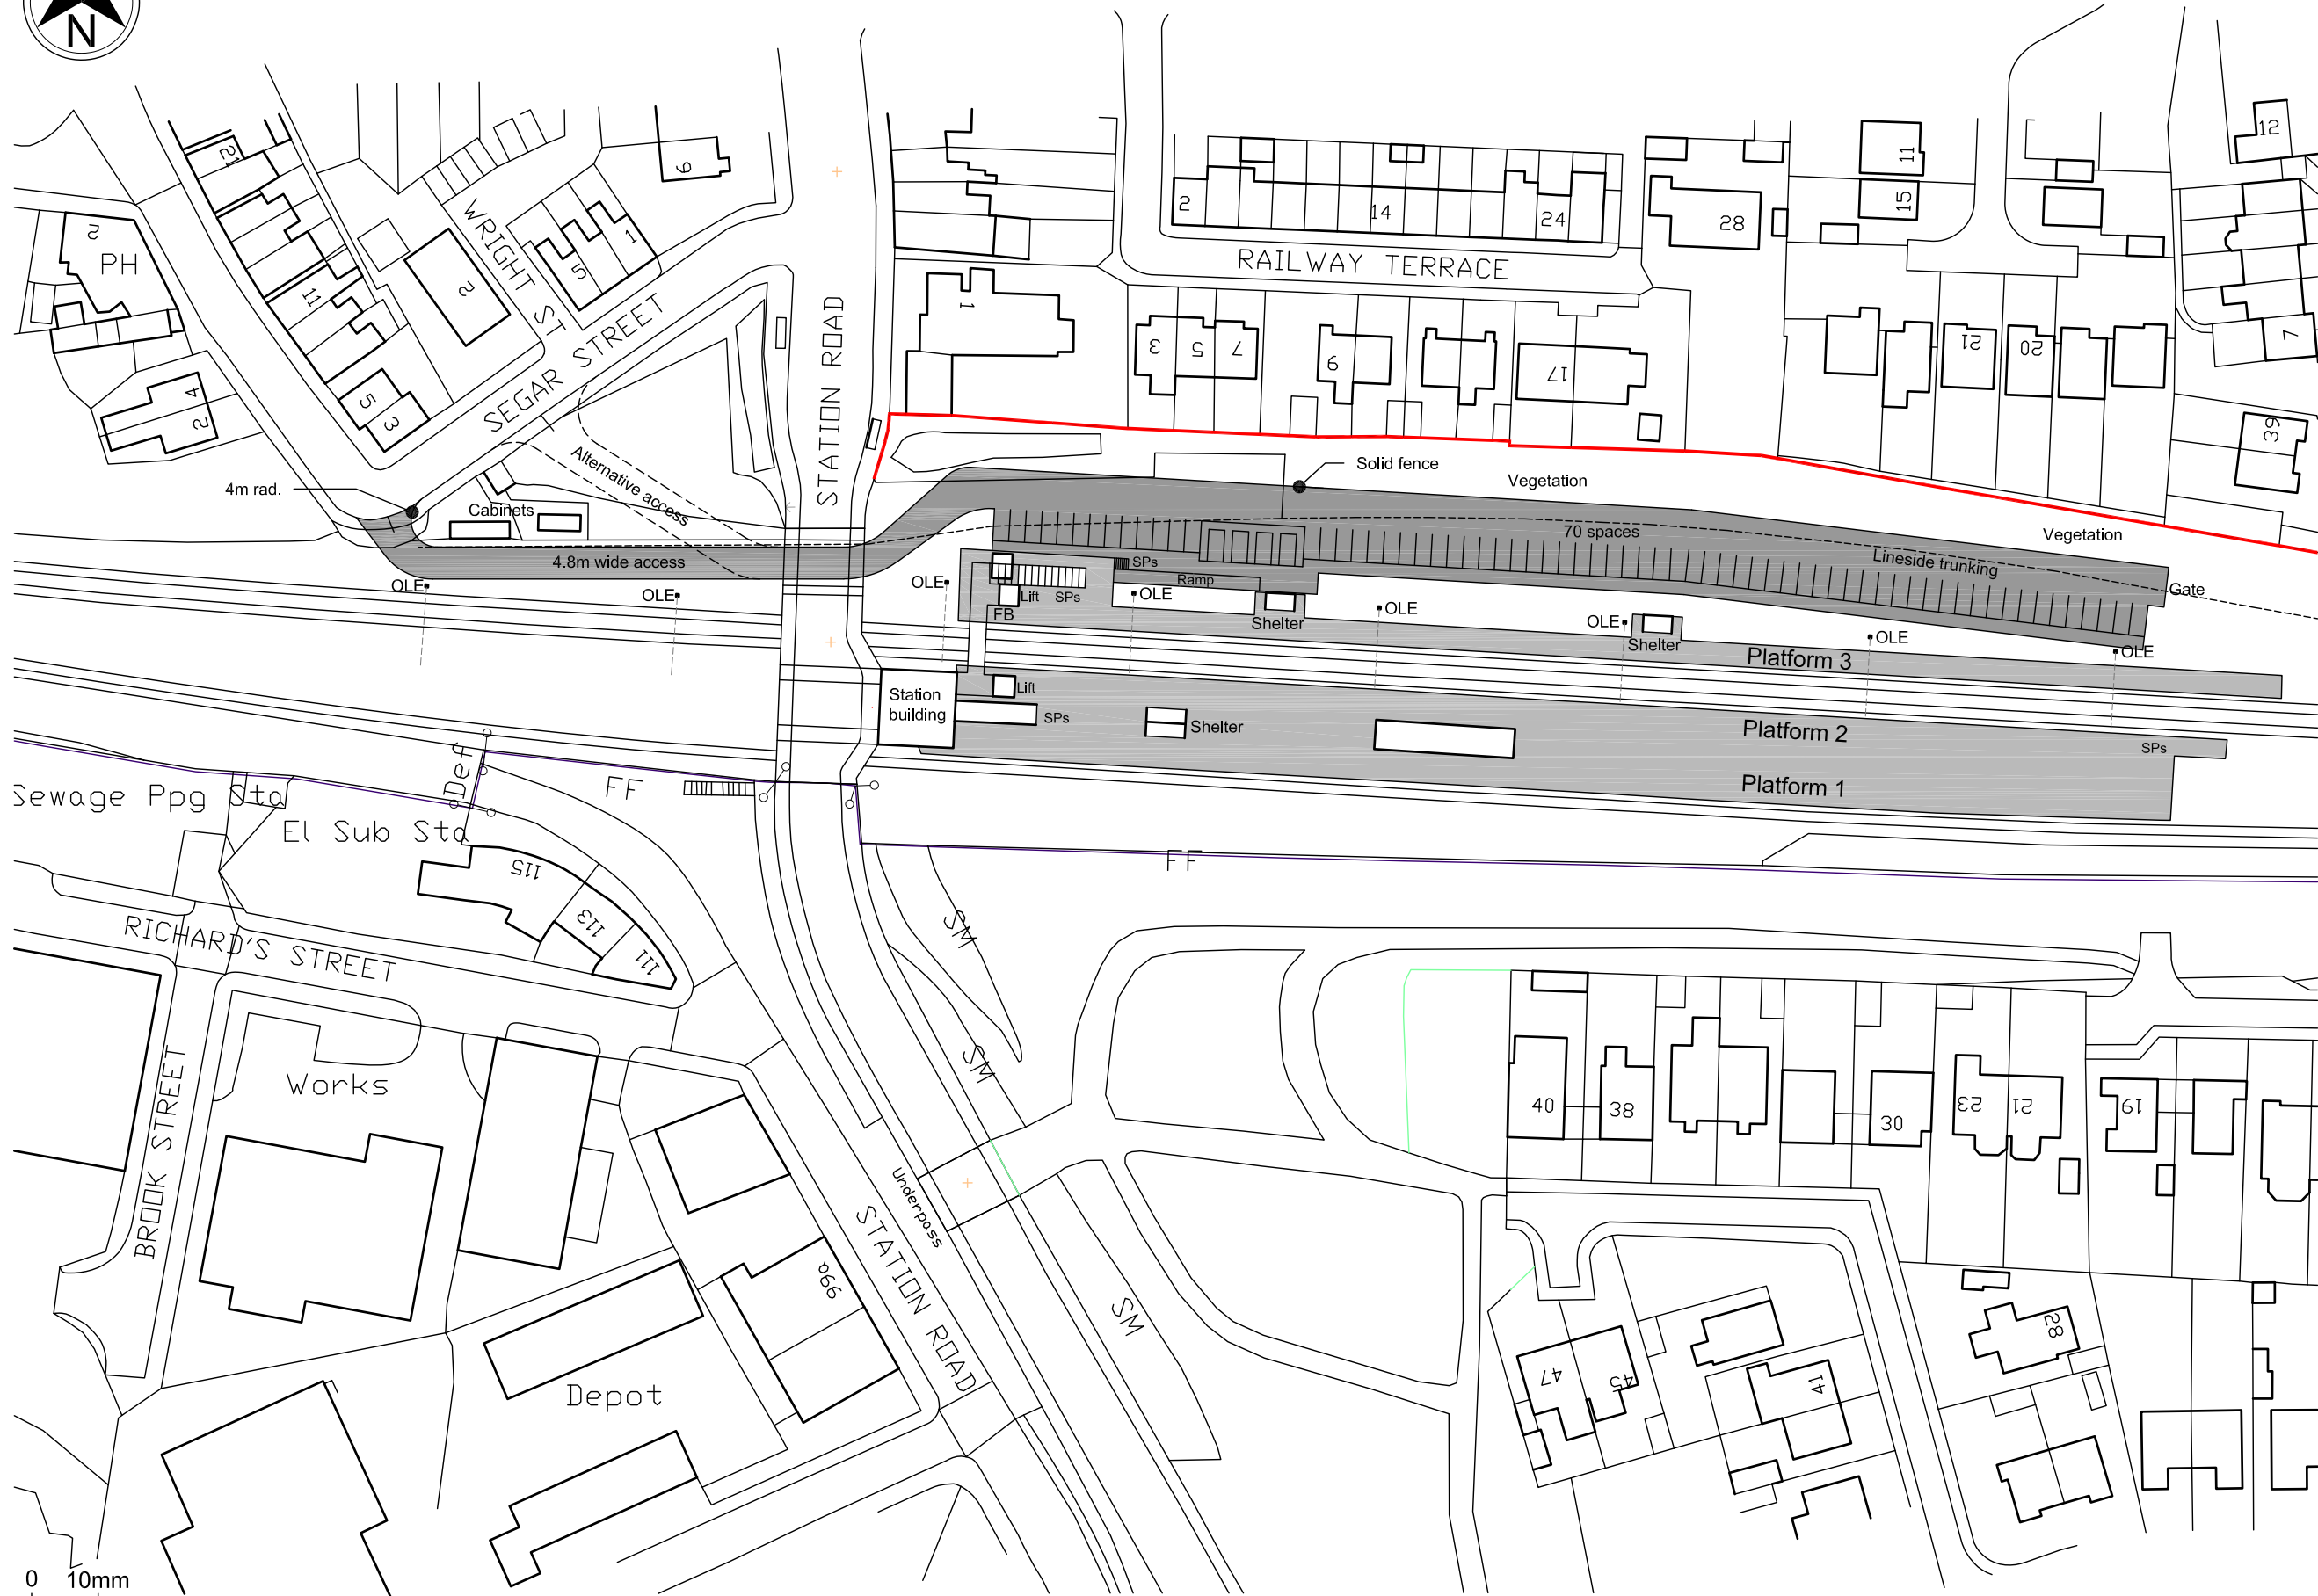 N
21
2
PH
11
2
4
2
5
3
WRIGHT ST
5
1
9
SEGAR STREET
STATION ROAD
1
2
14
24
28
RAILWAY TERRACE
3
5
7
9
17
11
15
21
20
12
7
39
4m rad.
Cabinets
Alternative access
4.8m wide access
Solid fence
Vegetation
Vegetation
70 spaces
Lineside trunking
Gate
OLE
OLE
OLE
OLE
OLE
OLE
OLE
OLE
SPs
Ramp
Lift
SPs
FB
Shelter
Shelter
Platform 3
Station
building
Lift
SPs
Shelter
Platform 2
SPs
Platform 1
Sewage Ppg Sta
Def
FF
El Sub Sta
FF
115
113
111
RICHARD'S STREET
BROOK STREET
Works
SM
SM
SM
Underpass
STATION ROAD
99a
Depot
40
38
30
23
21
19
47
45
41
28
0 10mm